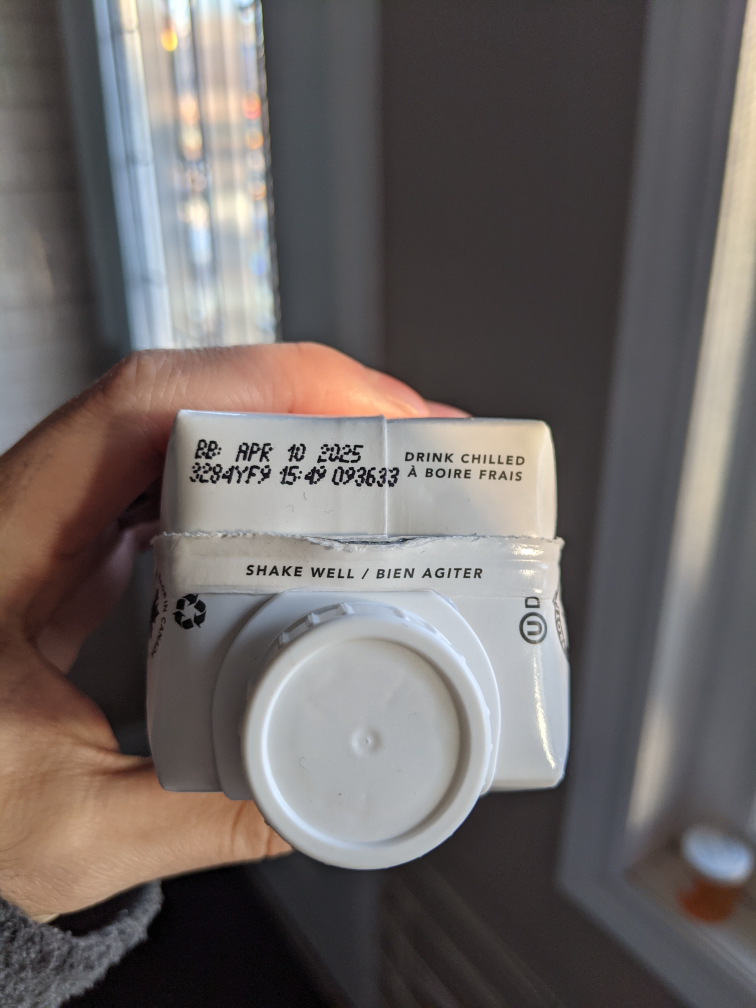 BB: APR 10 2025
3284YF9 15:49 093633
DRINK CHILLED
À BOIRE FRAIS
SHAKE WELL / BIEN AGITER
U D